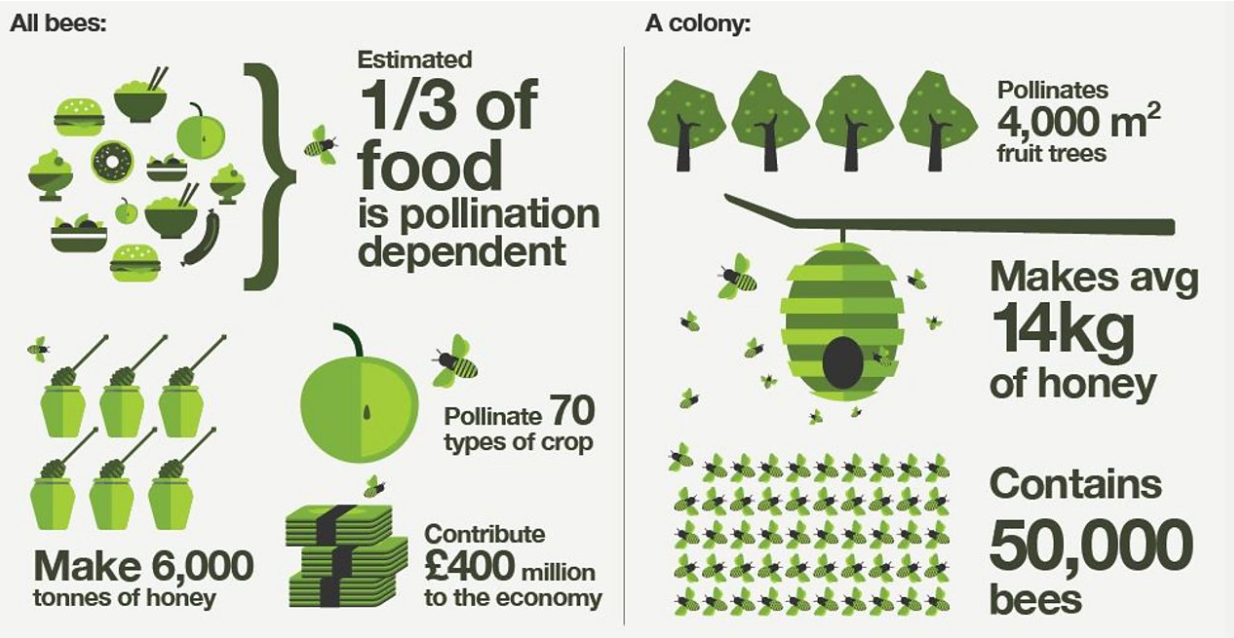 All bees:
Estimated
1/3 of
food
is pollination
dependent
Make 6,000
tonnes of honey
Pollinate 70
types of crop
Contribute
£400 million
to the economy
A colony:
Pollinates
4,000 m²
fruit trees
Makes avg
14kg
of honey
Contains
50,000
bees